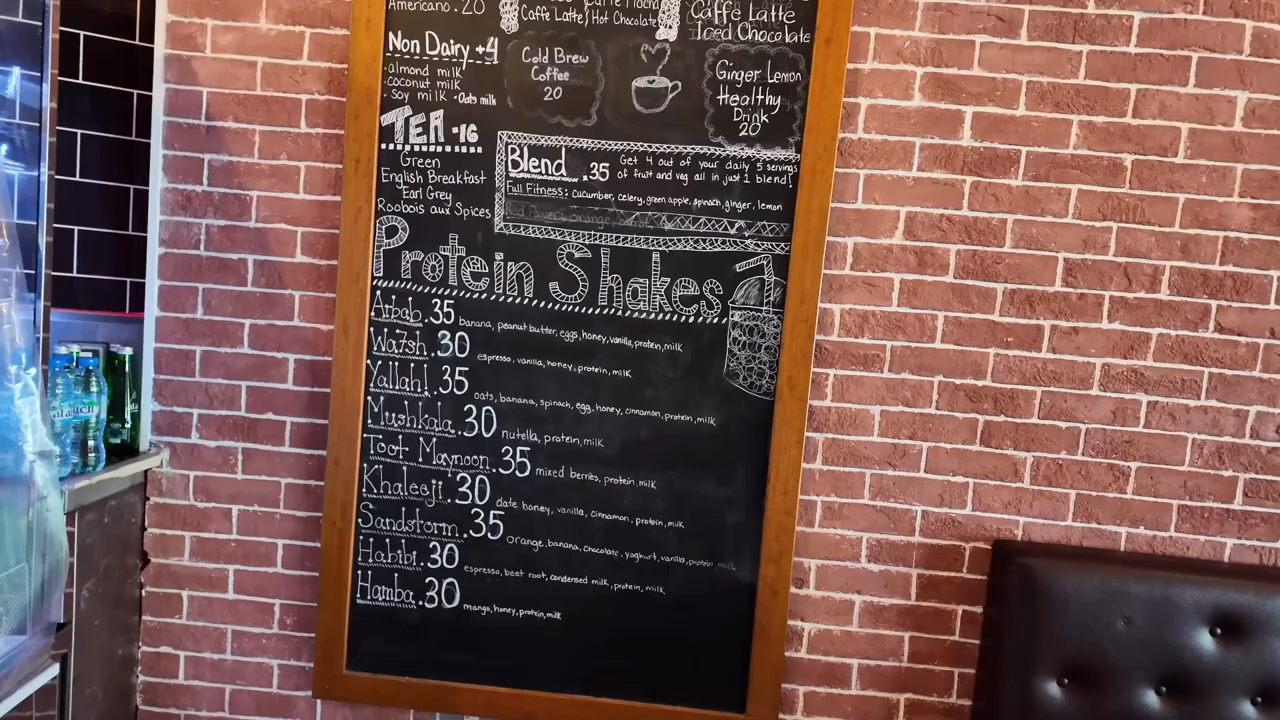 Americano.20
Caffe Latte
Hot Chocolate
Caffe Latte
Iced Chocolate
Non Dairy +4
·almond milk
·coconut milk
·Soy milk ·Oats milk
Cold Brew
Coffee
20
Ginger Lemon
Healthy
Drink
20
TEA -16
Green
English Breakfast
Earl Grey
Roobois aux Spices
Blend .35
Get 4 out of your daily 5 servings
of fruit and veg all in just 1 blend!
Full Fitness: cucumber, celery, green apple, spinach, ginger, lemon
Protein Shakes
Arbab.35 banana, peanut butter, eggs, honey, vanilla, protein, milk
Wa7sh.30 espresso, vanilla, honey, protein, milk
Yallah!.35 oats, banana, spinach, egg, honey, cinnamon, protein, milk
Mushkala.30 nutella, protein, milk
Toot Maynoon.35 mixed berries, protein, milk
Khaleeji.30 date honey, vanilla, cinnamon, protein, milk
Sandstorm.35 orange, banana, chocolate, yoghurt, vanilla, protein, milk
Habibi.30 espresso, beet root, condensed milk, protein, milk
Hamba.30 mango, honey, protein, milk